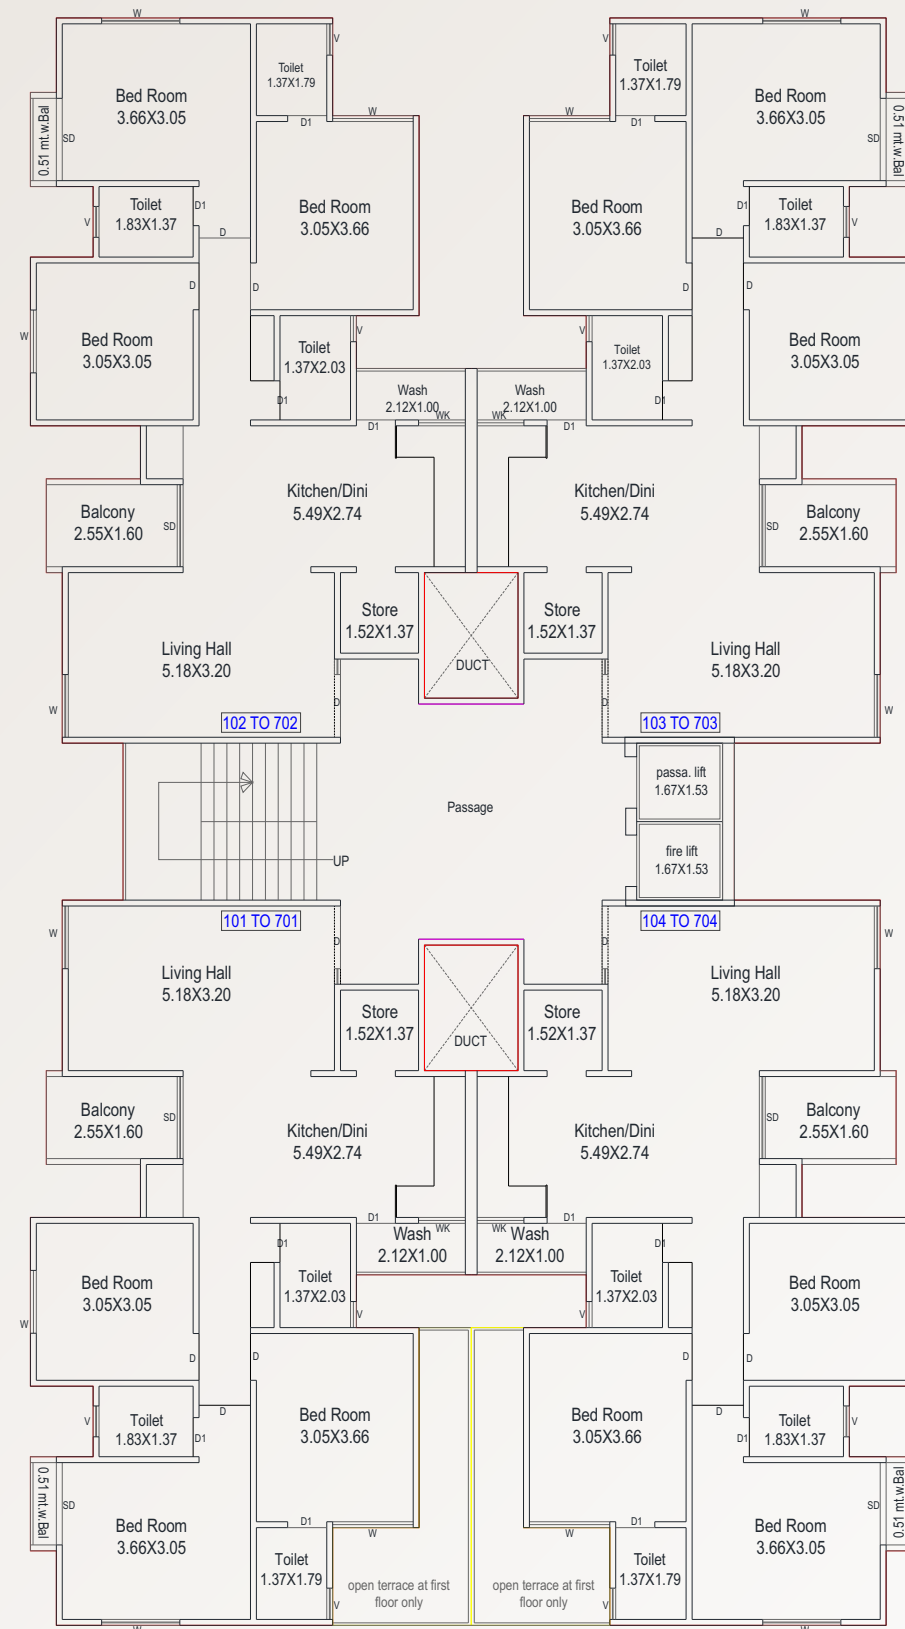 W
W
Toilet
1.37X1.79
V
V
Toilet
1.37X1.79
Bed Room
3.66X3.05
Bed Room
3.66X3.05
0.51 mt.w.Bal
SD
W
D1
W
D1
SD
0.51 mt.w.Bal
Toilet
1.83X1.37
D1
V
D
Bed Room
3.05X3.66
Bed Room
3.05X3.66
D1
Toilet
1.83X1.37
V
D
D
D
D
D
W
Bed Room
3.05X3.05
Toilet
1.37X2.03
V
V
Toilet
1.37X2.03
Bed Room
3.05X3.05
D1
Wash
2.12X1.00
WK
D1
Wash
2.12X1.00
WK
D1
D1
Kitchen/Dini
5.49X2.74
Kitchen/Dini
5.49X2.74
Balcony
2.55X1.60
SD
SD
Balcony
2.55X1.60
Store
1.52X1.37
DUCT
Store
1.52X1.37
Living Hall
5.18X3.20
Living Hall
5.18X3.20
W
D
D
W
102 TO 702
103 TO 703
passa. lift
1.67X1.53
Passage
fire lift
1.67X1.53
UP
101 TO 701
104 TO 704
W
D
D
W
Living Hall
5.18X3.20
Living Hall
5.18X3.20
Store
1.52X1.37
DUCT
Store
1.52X1.37
Balcony
2.55X1.60
SD
SD
Balcony
2.55X1.60
Kitchen/Dini
5.49X2.74
Kitchen/Dini
5.49X2.74
D1
WK
WK
D1
Wash
2.12X1.00
Wash
2.12X1.00
D1
D1
Bed Room
3.05X3.05
Toilet
1.37X2.03
V
V
Toilet
1.37X2.03
Bed Room
3.05X3.05
W
D
D
D
D
Toilet
1.83X1.37
V
D1
D
Bed Room
3.05X3.66
Bed Room
3.05X3.66
D
D1
Toilet
1.83X1.37
V
0.51 mt.w.Bal
SD
D1
W
W
D1
SD
0.51 mt.w.Bal
Bed Room
3.66X3.05
Bed Room
3.66X3.05
Toilet
1.37X1.79
V
open terrace at first
floor only
open terrace at first
floor only
V
Toilet
1.37X1.79
W
W